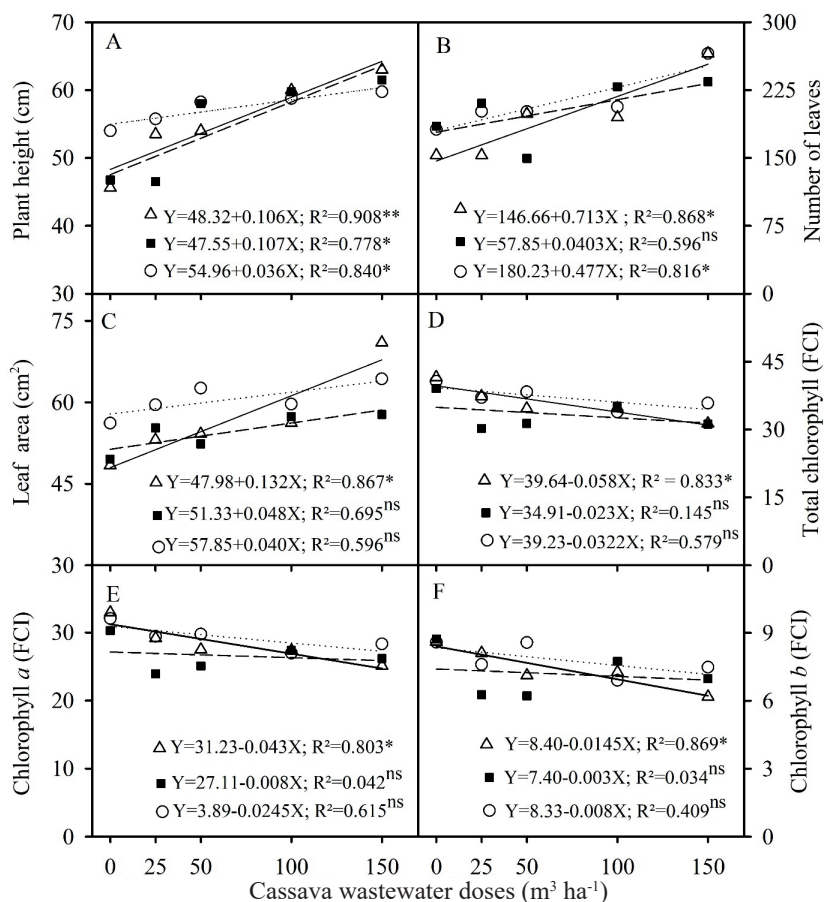 70
60
50
40
30
Plant height (cm)
A
△ Y=48.32+0.106X; R²=0.908**
■ Y=47.55+0.107X; R²=0.778*
○ Y=54.96+0.036X; R²=0.840*
B
△ Y=146.66+0.713X ; R²=0.868*
■ Y=57.85+0.0403X; R²=0.596ns
○ Y=180.23+0.477X; R²=0.816*
300
225
150
75
0
Number of leaves
75
60
45
30
Leaf area (cm²)
C
△ Y=47.98+0.132X; R²=0.867*
■ Y=51.33+0.048X; R²=0.695ns
○ Y=57.85+0.040X; R²=0.596ns
D
△ Y=39.64-0.058X; R² = 0.833*
■ Y=34.91-0.023X; R²=0.145ns
○ Y=39.23-0.0322X; R²=0.579ns
45
30
15
0
Total chlorophyll (FCI)
30
20
10
0
Chlorophyll a (FCI)
E
△ Y=31.23-0.043X; R²=0.803*
■ Y=27.11-0.008X; R²=0.042ns
○ Y=3.89-0.0245X; R²=0.615ns
F
△ Y=8.40-0.0145X; R²=0.869*
■ Y=7.40-0.003X; R²=0.034ns
○ Y=8.33-0.008X; R²=0.409ns
9
6
3
0
Chlorophyll b (FCI)
0 25 50 100 150
0 25 50 100 150
Cassava wastewater doses (m³ ha⁻¹)